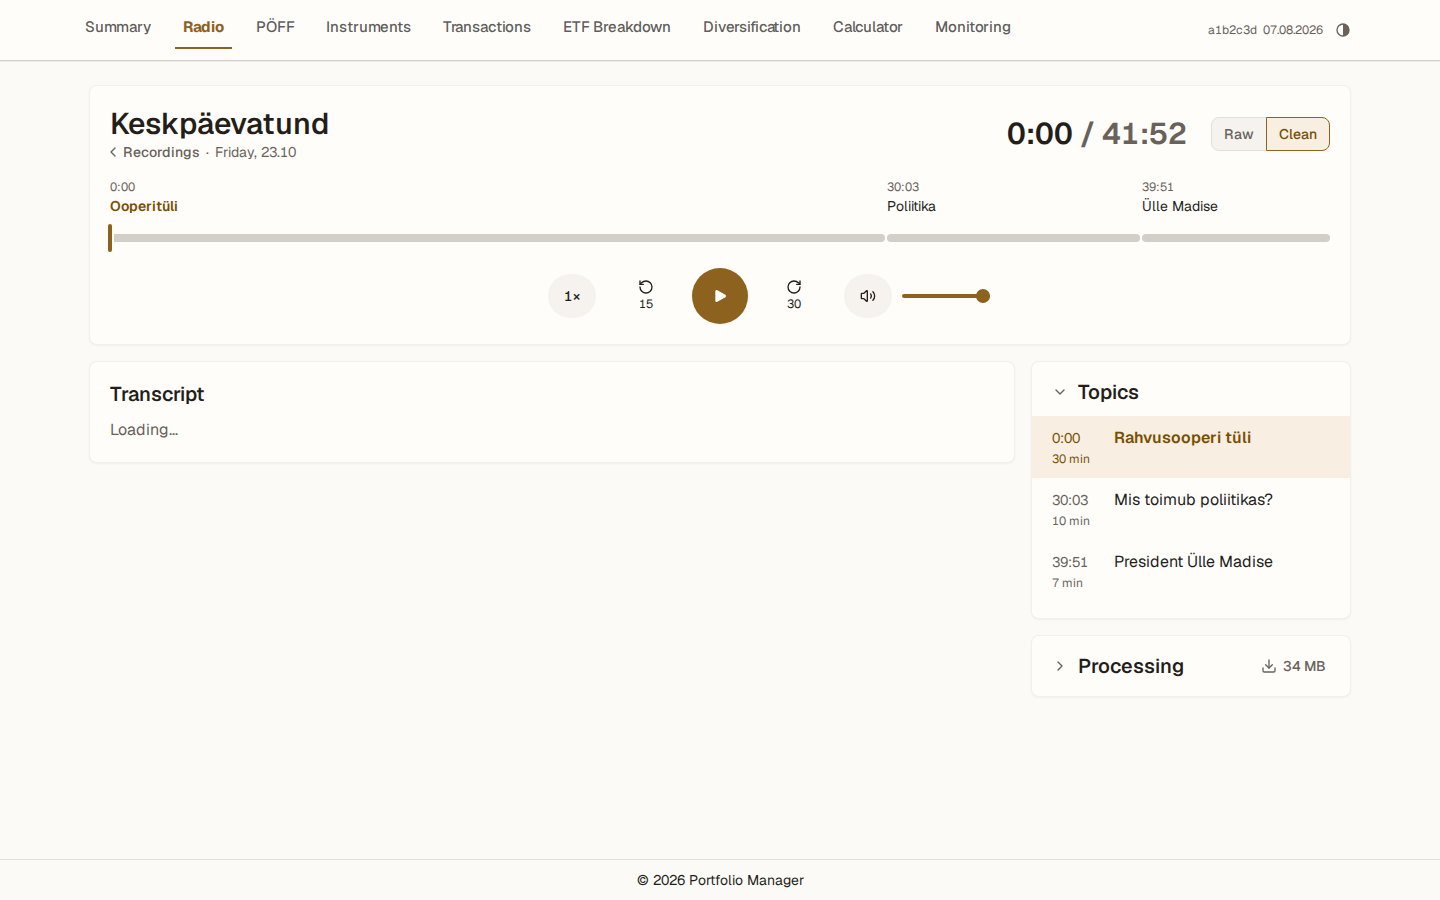 Summary Radio PÖFF Instruments Transactions ETF Breakdown Diversification Calculator Monitoring a1b2c3d 07.08.2026
Keskpäevatund
Recordings · Friday, 23.10
0:00 / 41:52
Raw Clean
0:00 30:03 39:51
Ooperitüli Poliitika Ülle Madise
1× 15 30
Transcript
Loading...
Topics
0:00 Rahvusooperi tüli
30 min
30:03 Mis toimub poliitikas?
10 min
39:51 President Ülle Madise
7 min
Processing 34 MB
© 2026 Portfolio Manager